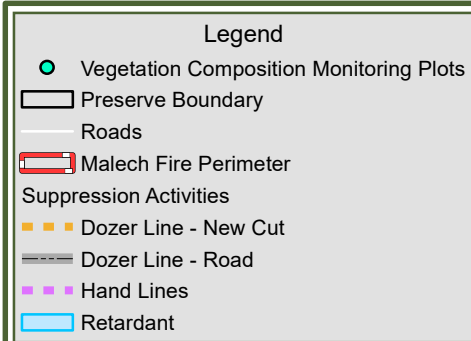 Legend
Vegetation Composition Monitoring Plots
Preserve Boundary
Roads
Malech Fire Perimeter
Suppression Activities
Dozer Line - New Cut
Dozer Line - Road
Hand Lines
Retardant